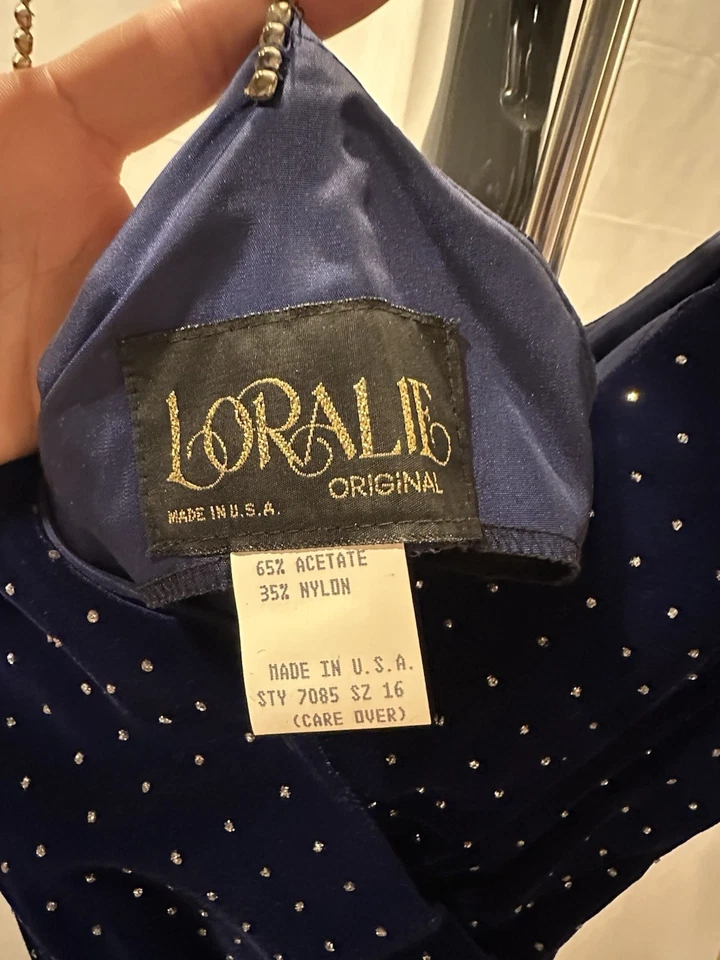 LORALIE
ORIGINAL
MADE IN U.S.A.
65% ACETATE
35% NYLON
MADE IN U.S.A.
STY 7085 SZ 16
(CARE OVER)